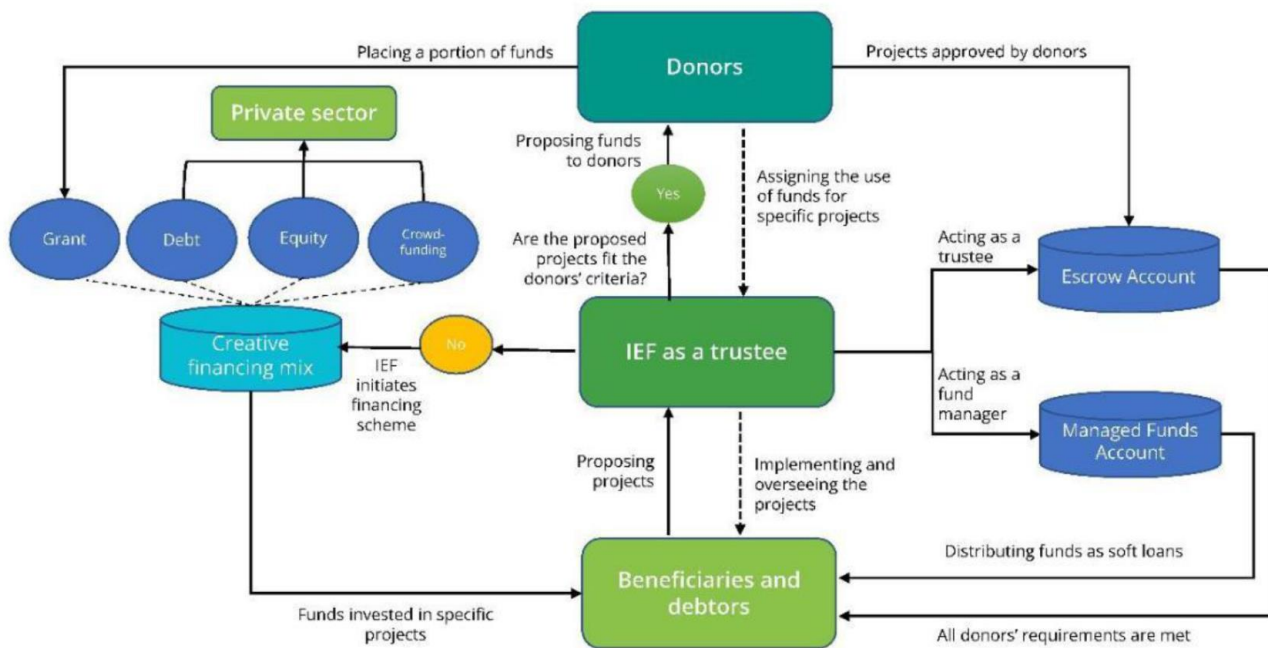 Placing a portion of funds
Donors
Projects approved by donors
Private sector
Proposing funds
to donors
Yes
Assigning the use
of funds for
specific projects
Grant
Debt
Equity
Crowd-
funding
Are the proposed
projects fit the
donors' criteria?
Acting as a
trustee
Escrow Account
Creative
financing mix
No
IEF
initiates
financing
scheme
IEF as a trustee
Acting as a
fund
manager
Managed Funds
Account
Proposing
projects
Implementing and
overseeing the
projects
Distributing funds as soft loans
Beneficiaries and
debtors
Funds invested in specific
projects
All donors' requirements are met